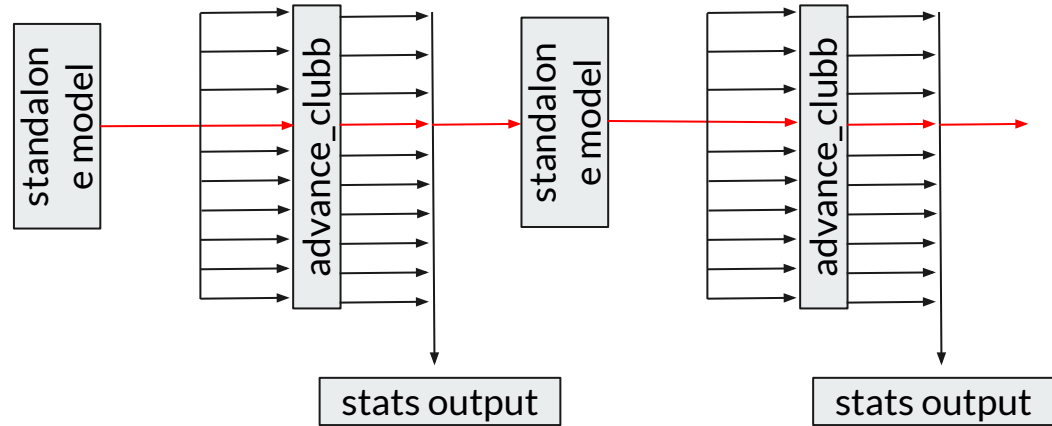 standalon
e model
advance_clubb
standalon
e model
advance_clubb
stats output
stats output